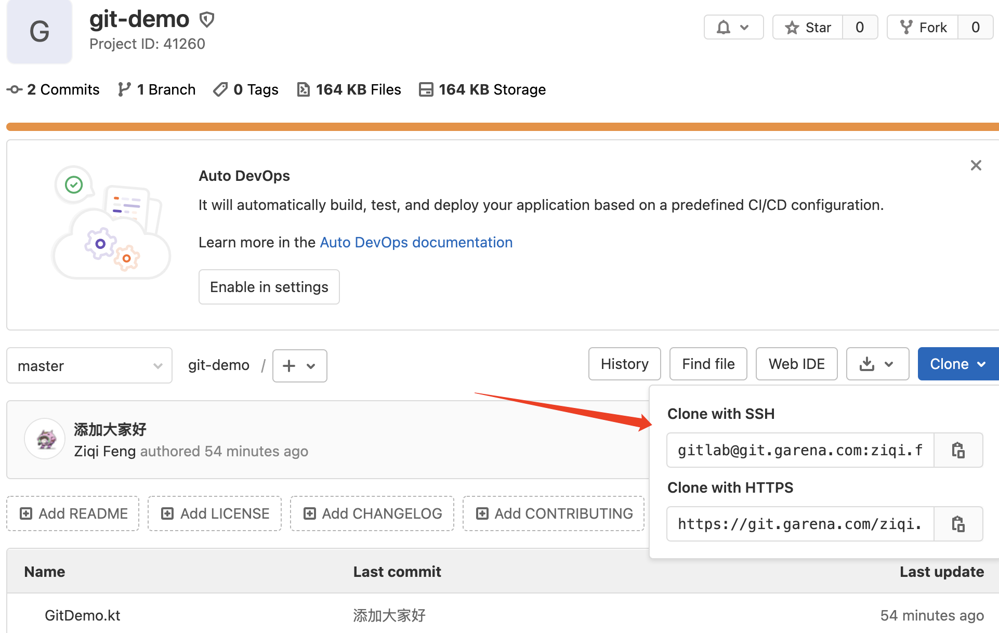 G
git-demo
Project ID: 41260
Star 0
Fork 0
2 Commits 1 Branch 0 Tags 164 KB Files 164 KB Storage
Auto DevOps
It will automatically build, test, and deploy your application based on a predefined CI/CD configuration.
Learn more in the Auto DevOps documentation
Enable in settings
master git-demo / + History Find file Web IDE Clone
添加大家好
Ziqi Feng authored 54 minutes ago
Clone with SSH
gitlab@git.garena.com:ziqi.f
Clone with HTTPS
https://git.garena.com/ziqi.
Add README Add LICENSE Add CHANGELOG Add CONTRIBUTING
Name Last commit Last update
GitDemo.kt 添加大家好 54 minutes ago